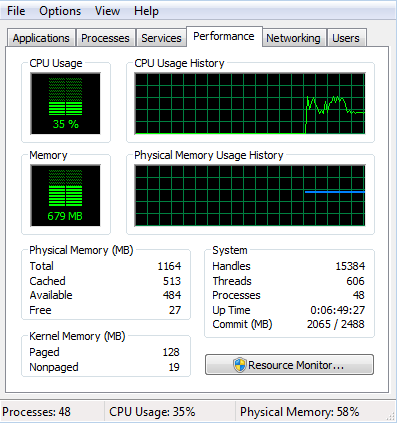 File Options View Help
Applications Processes Services Performance Networking Users
CPU Usage CPU Usage History
35 %
Memory Physical Memory Usage History
679 MB
Physical Memory (MB)
Total 1164
Cached 513
Available 484
Free 27
Kernel Memory (MB)
Paged 128
Nonpaged 19
System
Handles 15384
Threads 606
Processes 48
Up Time 0:06:49:27
Commit (MB) 2065 / 2488
Resource Monitor...
Processes: 48 CPU Usage: 35% Physical Memory: 58%